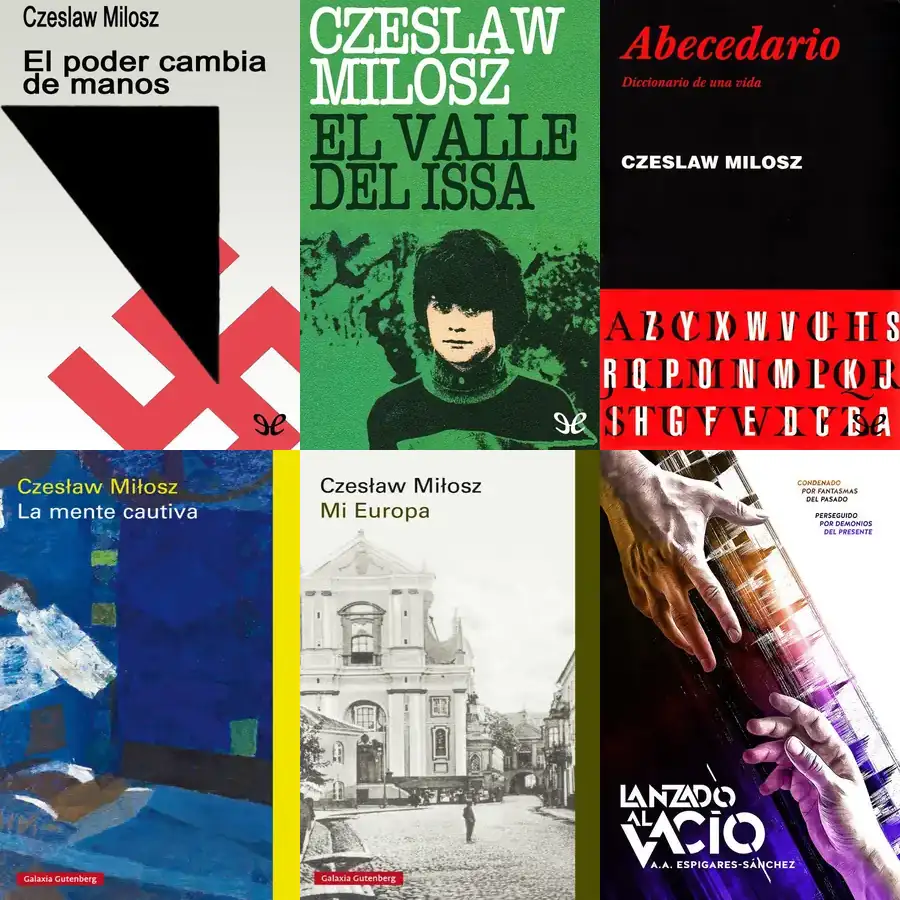 Czeslaw Milosz
El poder cambia
de manos
CZESLAW
MILOSZ
EL VALLE
DEL ISSA
Abecedario
Diccionario de una vida
CZESLAW MILOSZ
Z Y X W V U T S
R Q P O N M L K J
I H G F E D C B A
Czesław Miłosz
La mente cautiva
Galaxia Gutenberg
Czesław Miłosz
Mi Europa
Galaxia Gutenberg
CONDENADO
POR FANTASMAS
DEL PASADO
PERSEGUIDO
POR DEMONIOS
DEL PRESENTE
LANZADO
AL
VACÍO
A.A. ESPIGARES-SÁNCHEZ